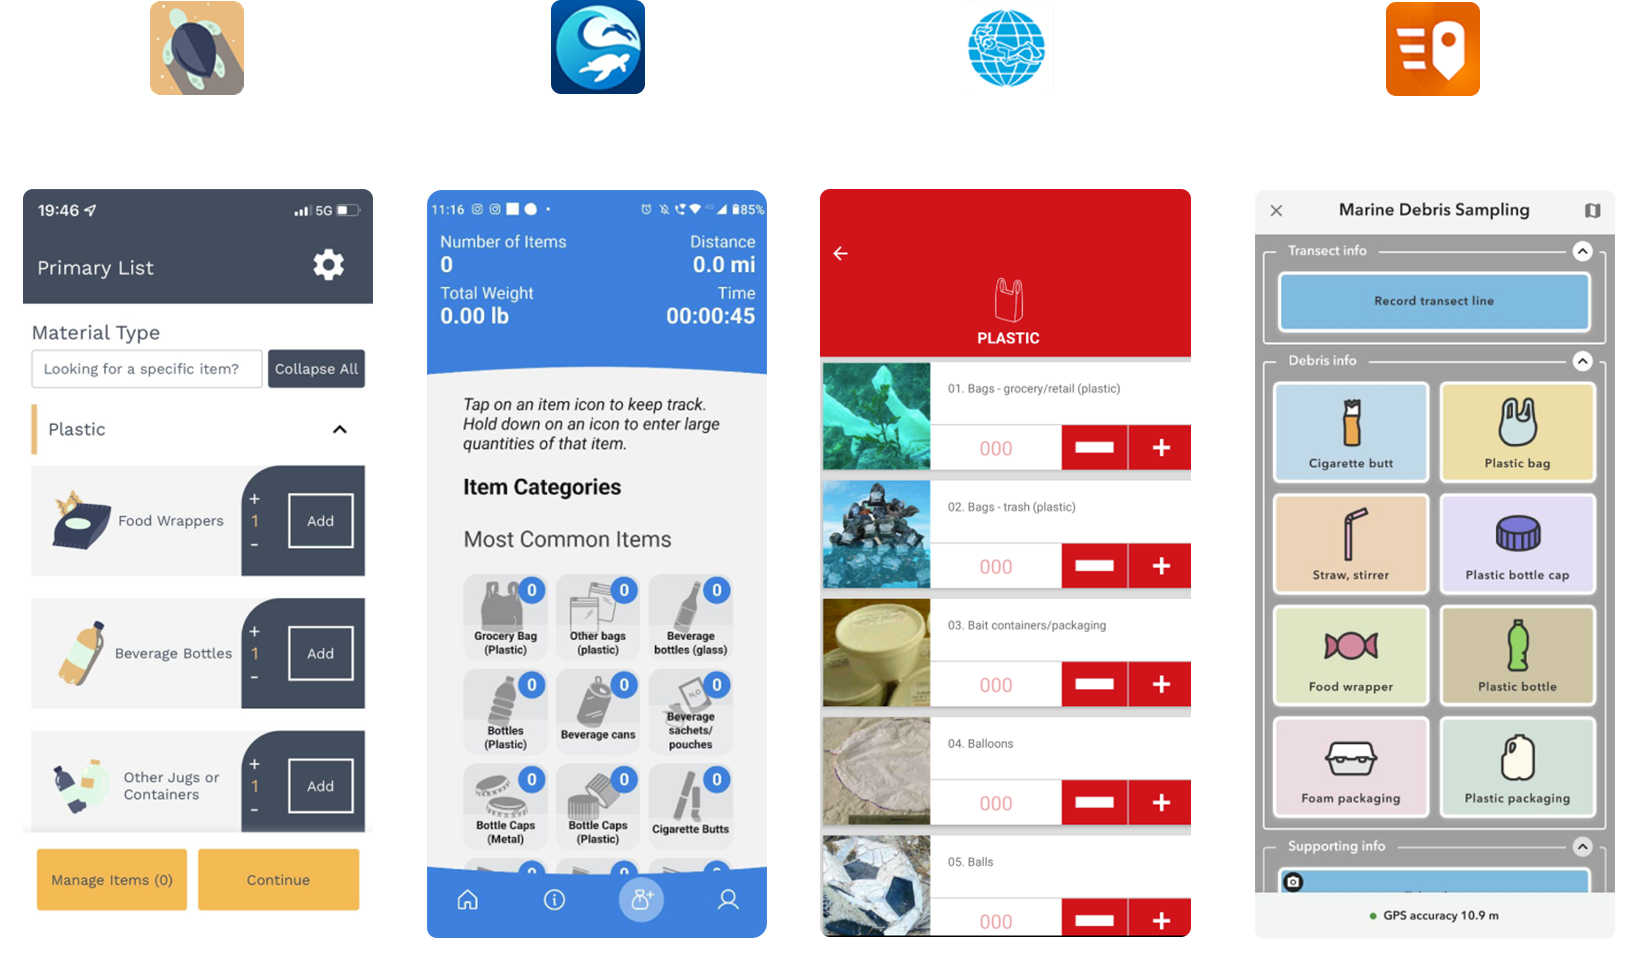 19:46
5G
Primary List
Material Type
Looking for a specific item?
Collapse All
Plastic
Food Wrappers
+
1
-
Add
Beverage Bottles
+
1
-
Add
Other Jugs or
Containers
+
1
-
Add
Manage Items (0)
Continue
11:16
4G
85%
Number of Items
Distance
0
0.0 mi
Total Weight
Time
0.00 lb
00:00:45
Tap on an item icon to keep track.
Hold down on an icon to enter large
quantities of that item.
Item Categories
Most Common Items
0
0
0
Grocery Bag
(Plastic)
Other bags
(plastic)
Beverage
bottles (glass)
0
0
0
Bottles
(Plastic)
Beverage cans
H₂O
Beverage
sachets/
pouches
0
0
0
Bottle Caps
(Metal)
Bottle Caps
(Plastic)
Cigarette Butts
0
0
0
PLASTIC
01. Bags - grocery/retail (plastic)
000
+
02. Bags - trash (plastic)
000
+
03. Bait containers/packaging
000
+
04. Balloons
000
+
05. Balls
000
+
Marine Debris Sampling
Transect info
Record transect line
Debris info
Cigarette butt
Plastic bag
Straw, stirrer
Plastic bottle cap
Food wrapper
Plastic bottle
Foam packaging
Plastic packaging
Supporting info
GPS accuracy 10.9 m